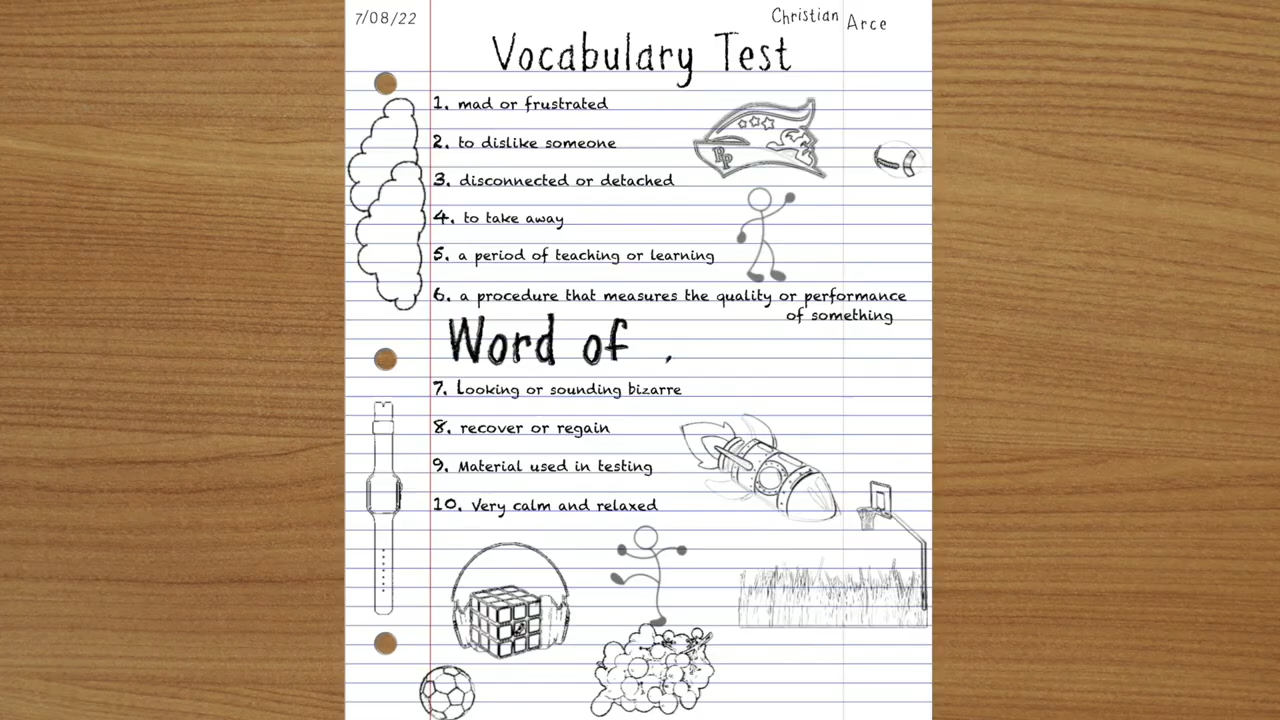 7/08/22
Christian Arce
Vocabulary Test
1. mad or frustrated
2. to dislike someone
3. disconnected or detached
PP
4. to take away
5. a period of teaching or learning
6. a procedure that measures the quality or performance
of something
Word of .
7. Looking or sounding bizarre
8. recover or regain
9. Material used in testing
10. Very calm and relaxed